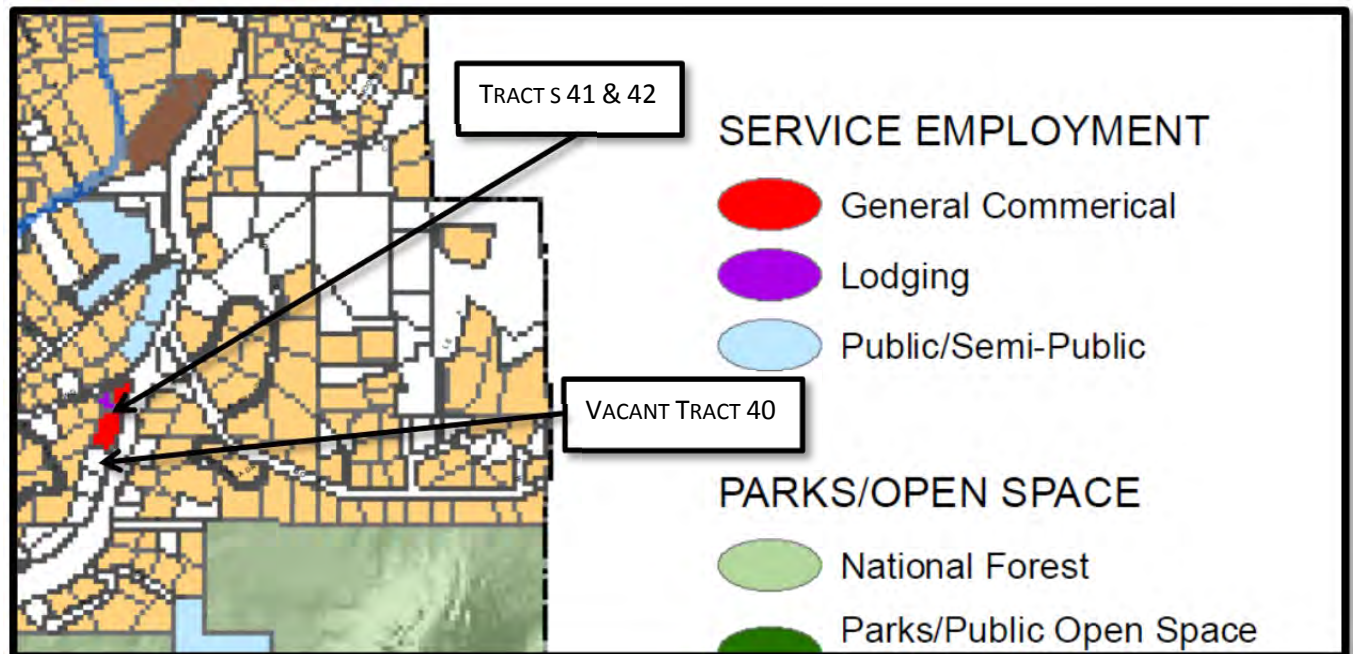 TRACT S 41 & 42
SERVICE EMPLOYMENT
General Commerical
Lodging
Public/Semi-Public
VACANT TRACT 40
PARKS/OPEN SPACE
National Forest
Parks/Public Open Space